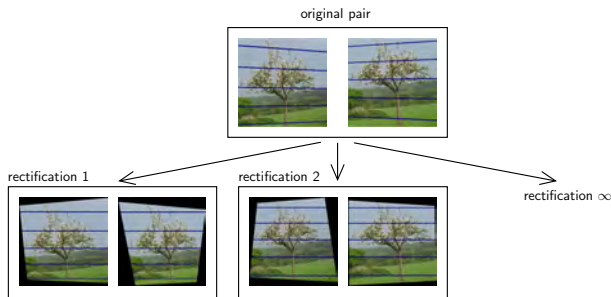 original pair
rectification 1
rectification 2
rectification ∞